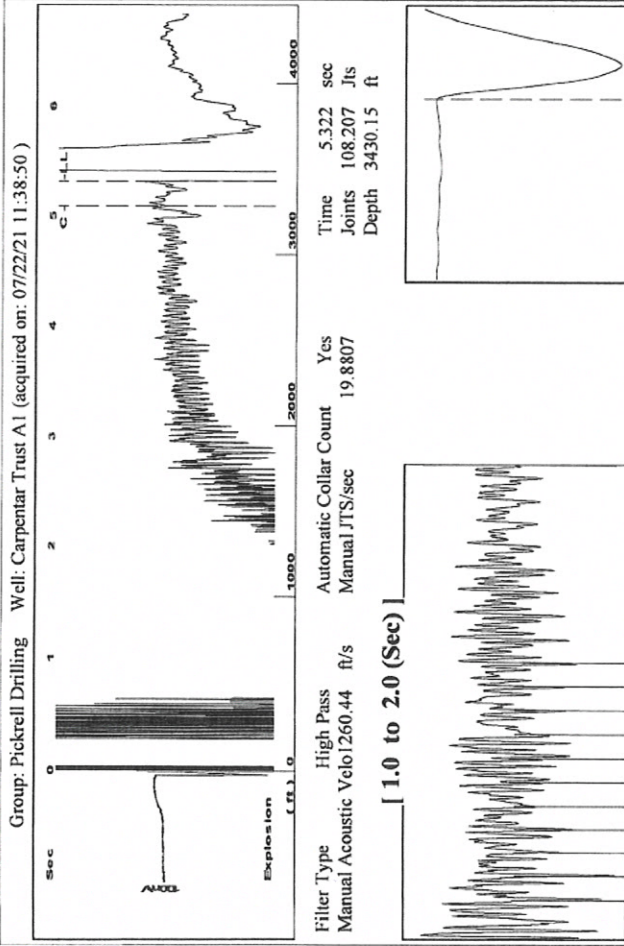 Group: Pickrell Drilling Well: Carpentar Trust A1 (acquired on: 07/22/21 11:38:50 )
Sec
0
1
2
3
4
5
6
C
LL
Explosion
( ft )
0
1000
2000
3000
4000
Filter Type High Pass Automatic Collar Count Yes Time 5.322 sec
Manual Acoustic Velo1260.44 ft/s Manual JTS/sec 19.8807 Joints 108.207 Jts
Depth 3430.15 ft
[ 1.0 to 2.0 (Sec) ]